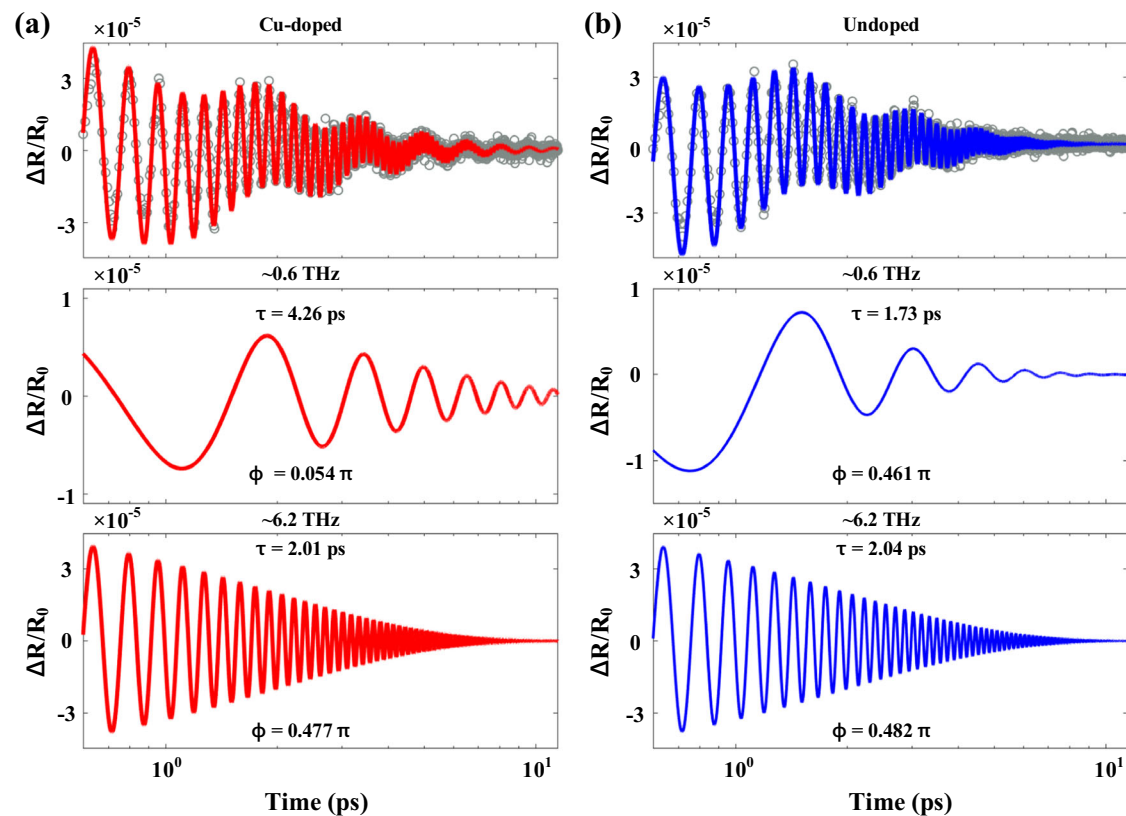 (a)
×10⁻⁵
Cu-doped
3
0
-3
ΔR/R₀
×10⁻⁵
~0.6 THz
1
τ = 4.26 ps
0
ΔR/R₀
ϕ = 0.054 π
-1
×10⁻⁵
~6.2 THz
τ = 2.01 ps
3
0
ΔR/R₀
-3
ϕ = 0.477 π
10⁰
10¹
Time (ps)
(b)
×10⁻⁵
Undoped
3
0
-3
ΔR/R₀
×10⁻⁵
~0.6 THz
1
τ = 1.73 ps
0
ΔR/R₀
ϕ = 0.461 π
-1
×10⁻⁵
~6.2 THz
τ = 2.04 ps
3
0
ΔR/R₀
-3
ϕ = 0.482 π
10⁰
10¹
Time (ps)